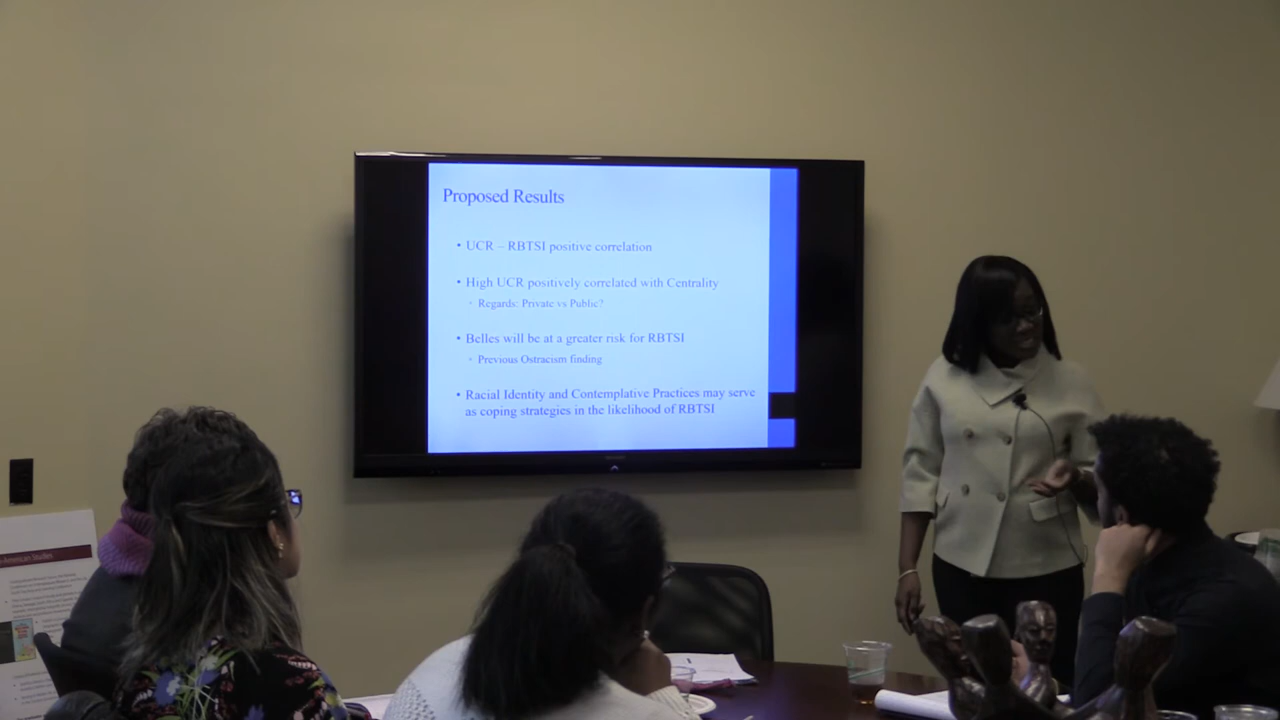 Proposed Results
• UCR – RBTSI positive correlation
• High UCR positively correlated with Centrality
◦ Regards: Private vs Public?
• Belles will be at a greater risk for RBTSI
◦ Previous Ostracism finding
• Racial Identity and Contemplative Practices may serve
as coping strategies in the likelihood of RBTSI
American Studies